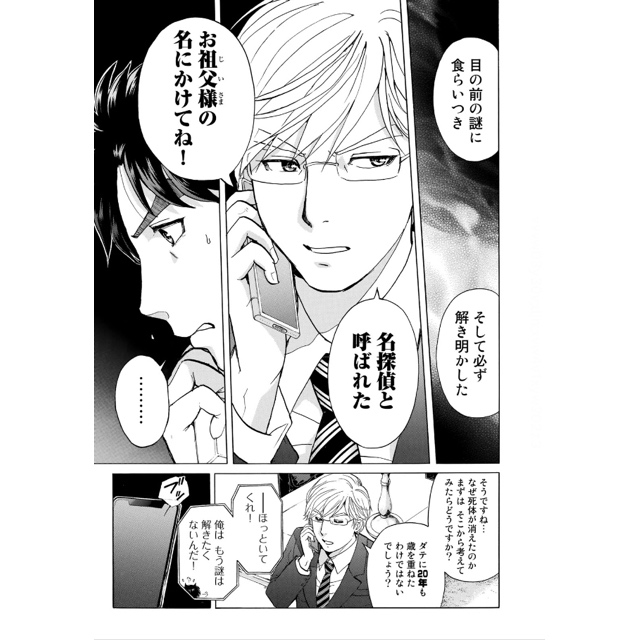 目の前の謎に
食らいつき
そして必ず
解き明かした
名探偵と
呼ばれた
お祖父様の
じいさま
名にかけてね！
………
そうですね…
なぜ死体が消えたのか
まずは そこから考えて
みたらどうですか？
ダテに20年も
歳を重ねた
わけではない
でしょう？
――ほっといて
くれ！
俺は もう謎は
解きたく
ないんだ！
ブッ